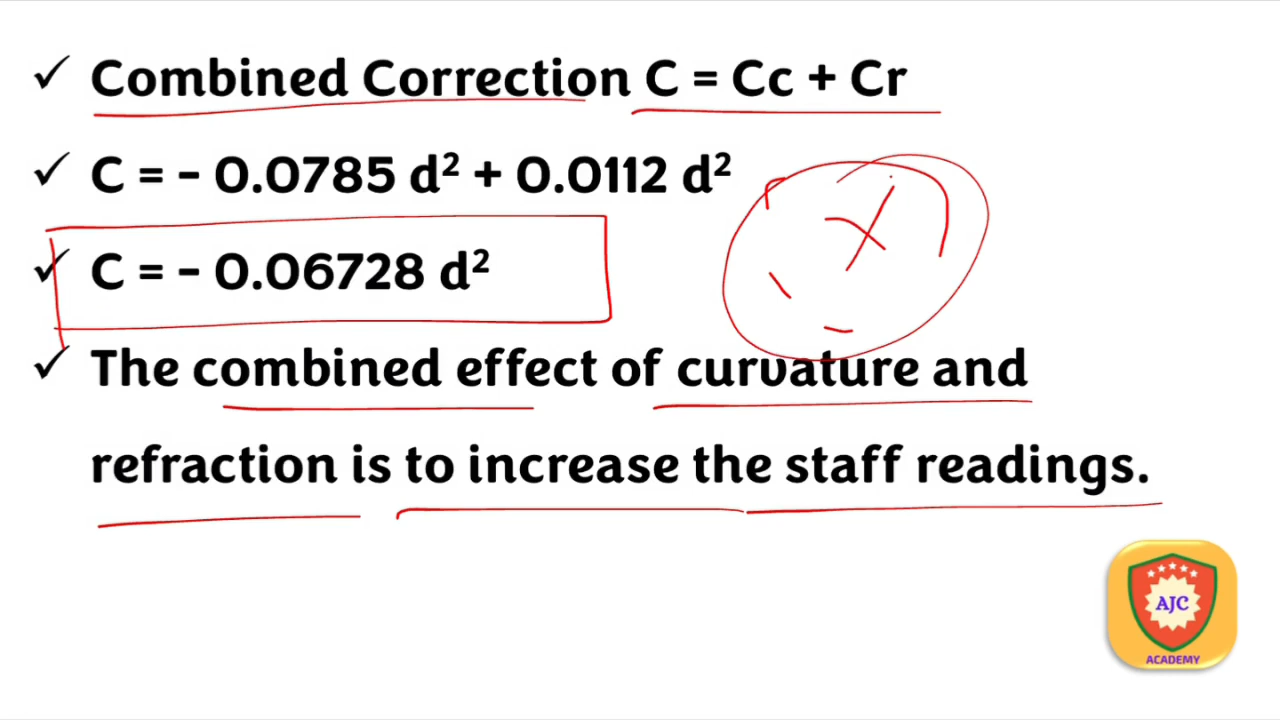 ✓ Combined Correction C = Cc + Cr
✓ C = – 0.0785 d² + 0.0112 d²
✓ C = – 0.06728 d²
✓ The combined effect of curvature and
refraction is to increase the staff readings.
AJC
ACADEMY